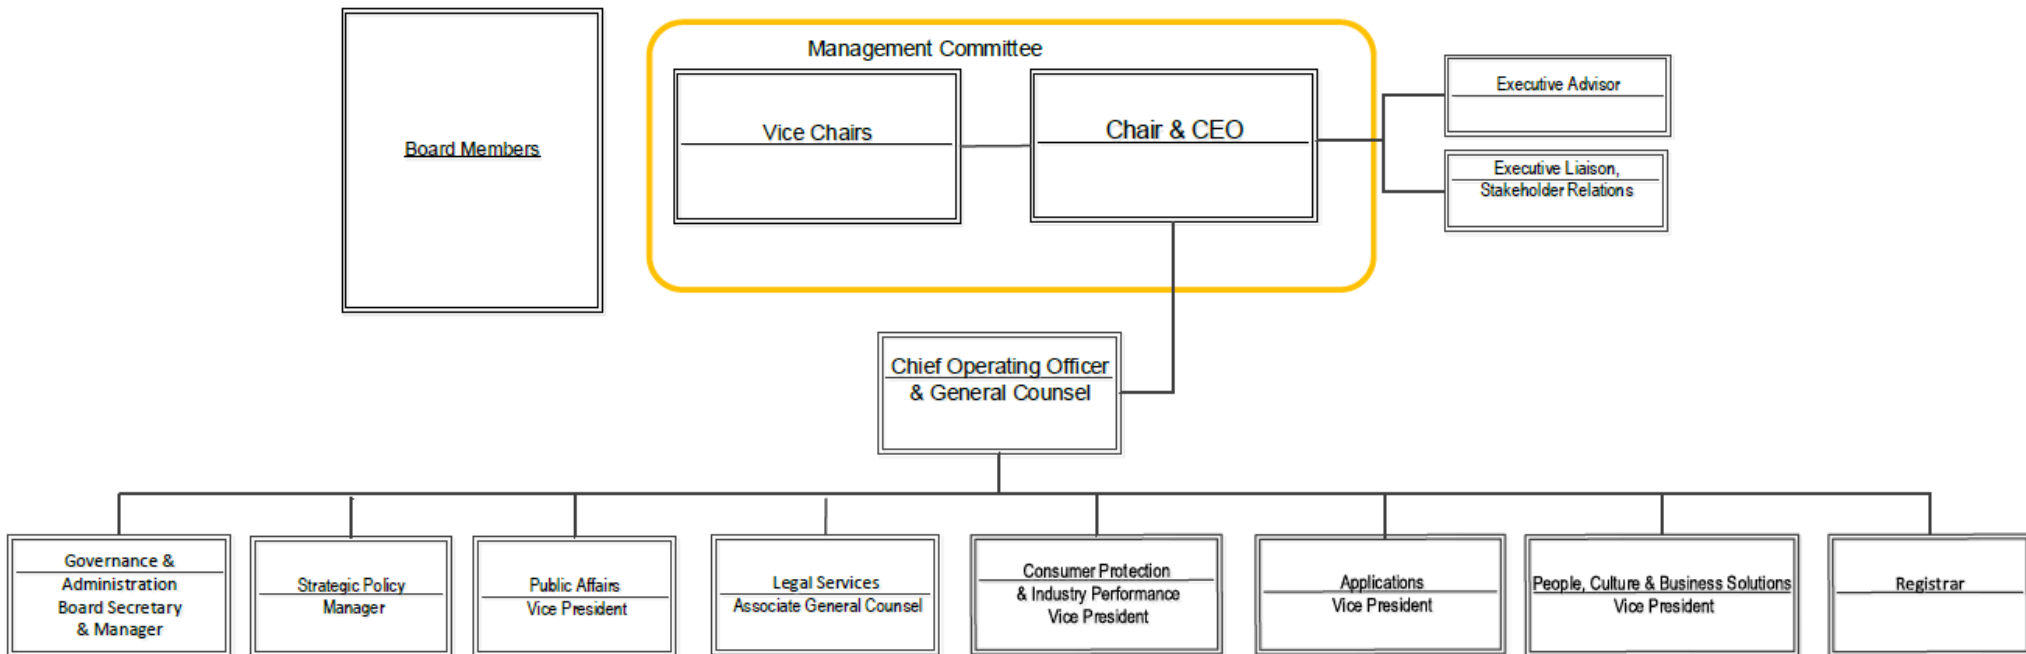 Management Committee
Board Members
Vice Chairs
Chair & CEO
Executive Advisor
Executive Liaison,
Stakeholder Relations
Chief Operating Officer
& General Counsel
Governance &
Administration
Board Secretary
& Manager
Strategic Policy
Manager
Public Affairs
Vice President
Legal Services
Associate General Counsel
Consumer Protection
& Industry Performance
Vice President
Applications
Vice President
People, Culture & Business Solutions
Vice President
Registrar